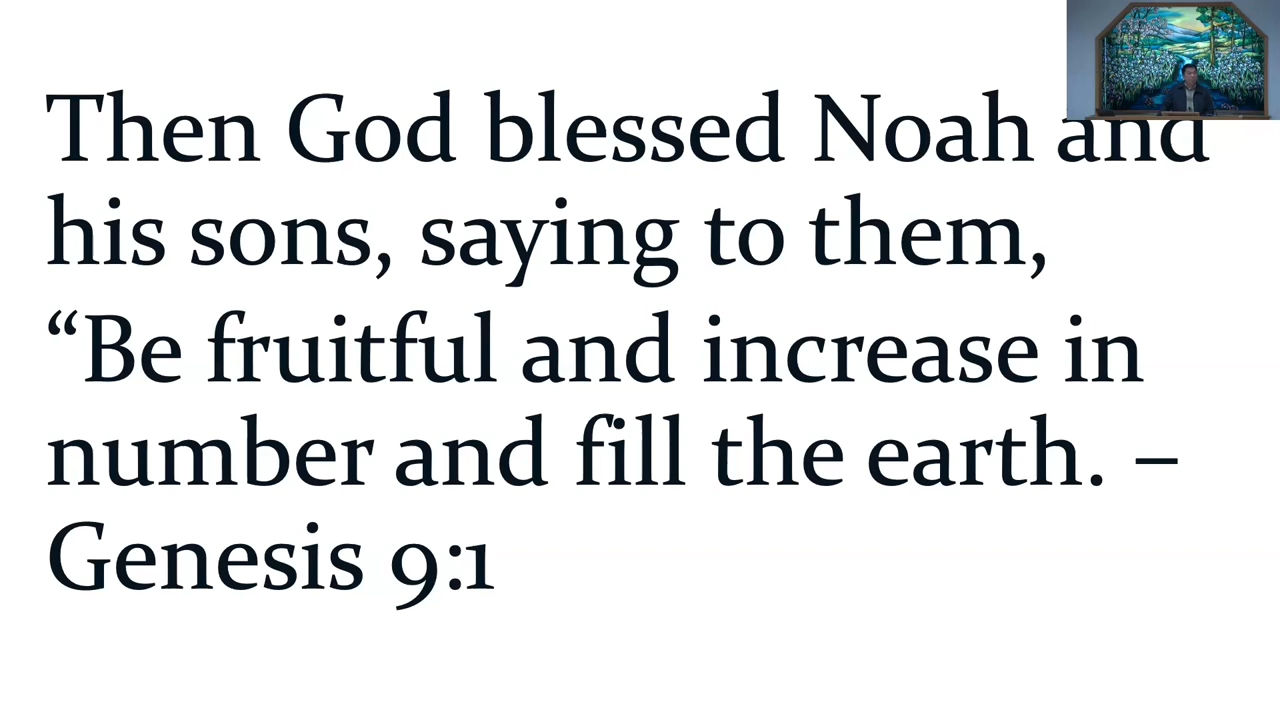 Then God blessed Noah and
his sons, saying to them,
“Be fruitful and increase in
number and fill the earth. –
Genesis 9:1